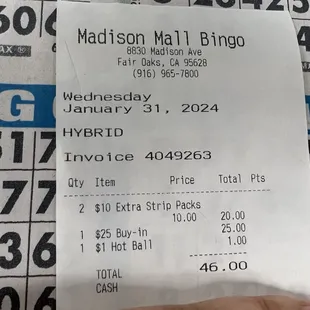 Madison Mall Bingo
8830 Madison Ave
Fair Oaks, CA 95628
(916) 965-7800
Wednesday
January 31, 2024
HYBRID
Invoice 4049263
Qty Item Price Total Pts
2 $10 Extra Strip Packs
10.00 20.00
1 $25 Buy-in 25.00
1 $1 Hot Ball 1.00
TOTAL 46.00
CASH